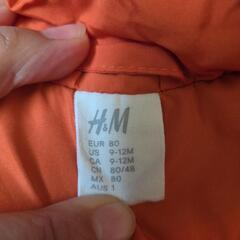 H&M
EUR 80
US 9-12M
CA 9-12M
CN 80/48
MX 80
AUS 1